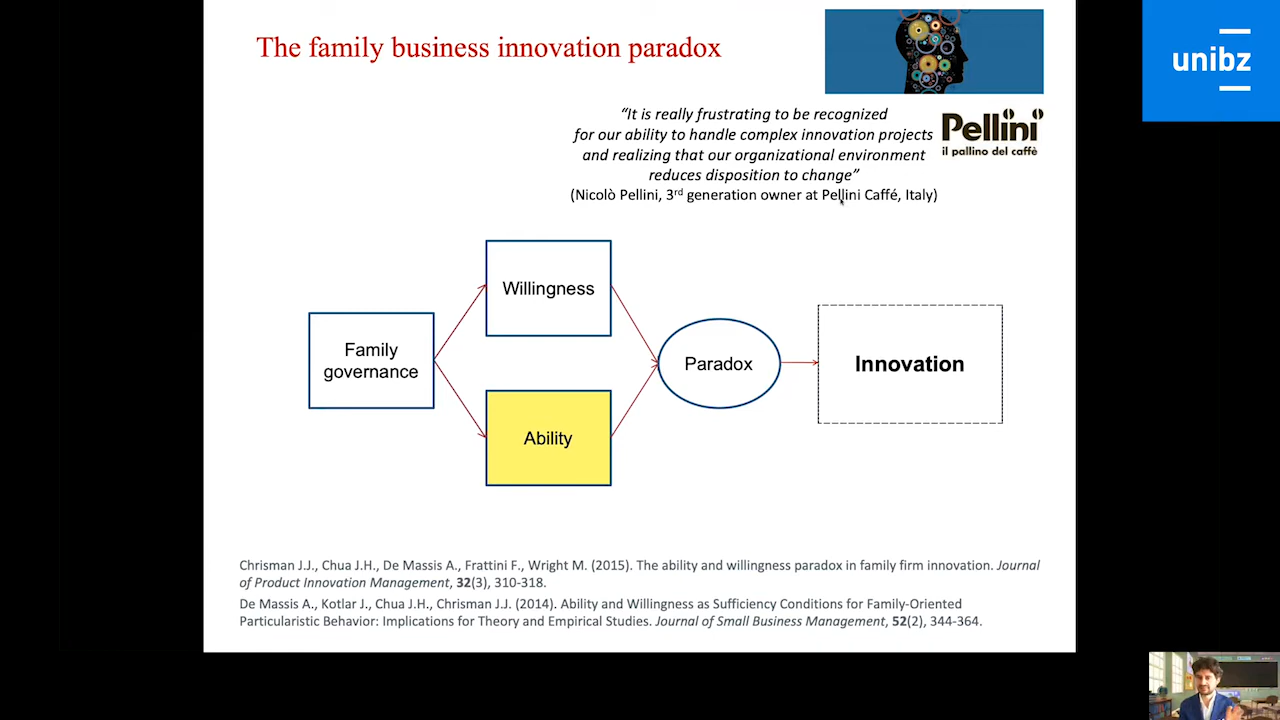 The family business innovation paradox
unibz
“It is really frustrating to be recognized
for our ability to handle complex innovation projects
and realizing that our organizational environment
reduces disposition to change”
(Nicolò Pellini, 3rd generation owner at Pellini Caffé, Italy)
Pellini
il pallino del caffè
Willingness
Family
governance
Paradox
Innovation
Ability
Chrisman J.J., Chua J.H., De Massis A., Frattini F., Wright M. (2015). The ability and willingness paradox in family firm innovation. Journal
of Product Innovation Management, 32(3), 310-318.
De Massis A., Kotlar J., Chua J.H., Chrisman J.J. (2014). Ability and Willingness as Sufficiency Conditions for Family-Oriented
Particularistic Behavior: Implications for Theory and Empirical Studies. Journal of Small Business Management, 52(2), 344-364.